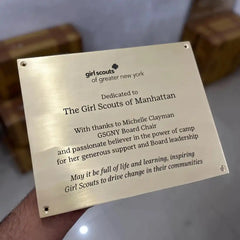 girl scouts
of greater new york
Dedicated to
The Girl Scouts of Manhattan
With thanks to Michelle Clayman
GSGNY Board Chair
and passionate believer in the power of camp
for her generous support and Board leadership
May it be full of life and learning, inspiring
Girl Scouts to drive change in their communities